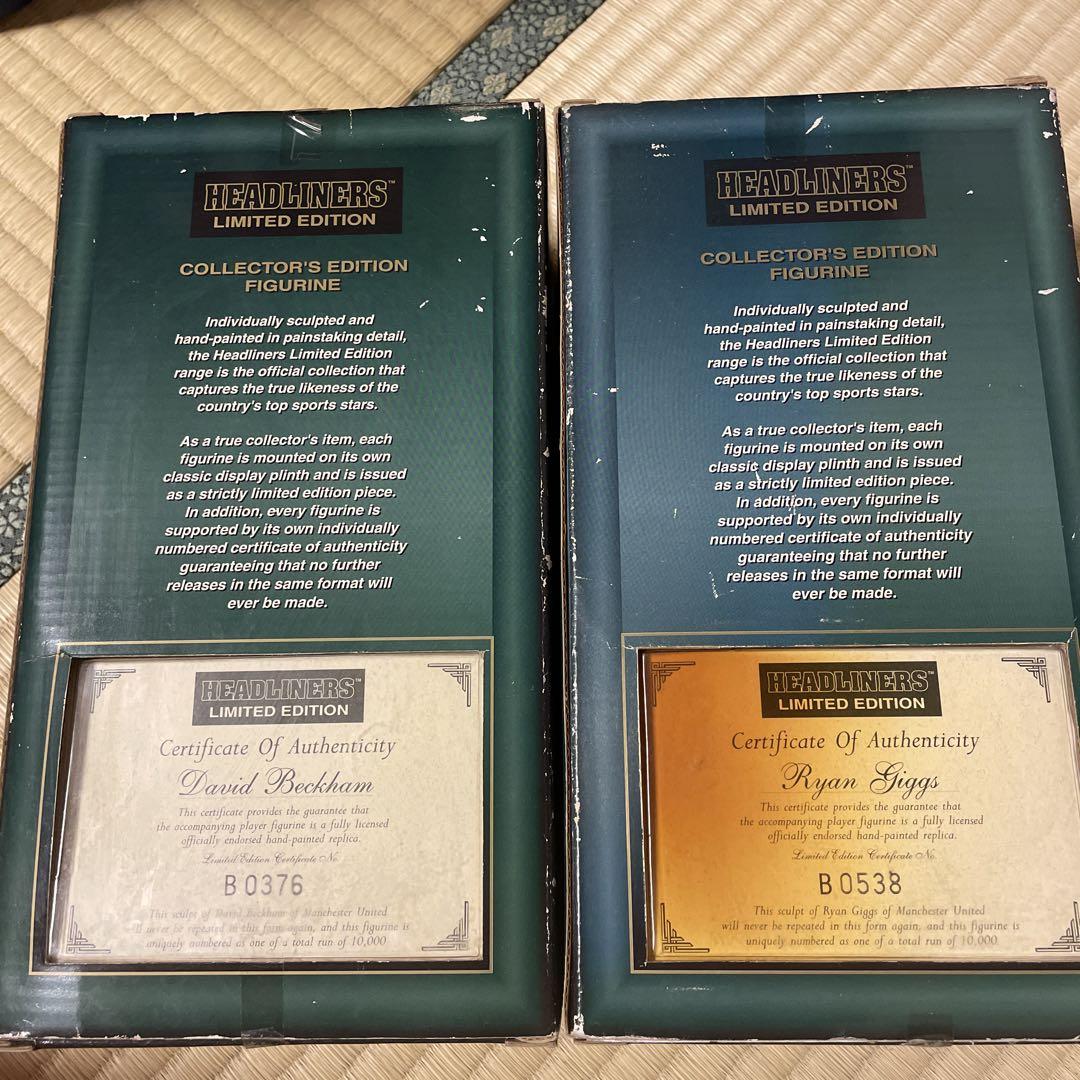 HEADLINERS™
LIMITED EDITION
COLLECTOR'S EDITION
FIGURINE
Individually sculpted and
hand-painted in painstaking detail,
the Headliners Limited Edition
range is the official collection that
captures the true likeness of the
country's top sports stars.
As a true collector's item, each
figurine is mounted on its own
classic display plinth and is issued
as a strictly limited edition piece.
In addition, every figurine is
supported by its own individually
numbered certificate of authenticity
guaranteeing that no further
releases in the same format will
ever be made.
HEADLINERS™
LIMITED EDITION
Certificate Of Authenticity
David Beckham
This certificate provides the guarantee that
the accompanying player figurine is a fully licensed
officially endorsed hand-painted replica.
Limited Edition Certificate No.
B 0376
This sculpt of David Beckham of Manchester United
will never be repeated in this form again, and this figurine is
uniquely numbered as one of a total run of 10,000
HEADLINERS™
LIMITED EDITION
COLLECTOR'S EDITION
FIGURINE
Individually sculpted and
hand-painted in painstaking detail,
the Headliners Limited Edition
range is the official collection that
captures the true likeness of the
country's top sports stars.
As a true collector's item, each
figurine is mounted on its own
classic display plinth and is issued
as a strictly limited edition piece.
In addition, every figurine is
supported by its own individually
numbered certificate of authenticity
guaranteeing that no further
releases in the same format will
ever be made.
HEADLINERS™
LIMITED EDITION
Certificate Of Authenticity
Ryan Giggs
This certificate provides the guarantee that
the accompanying player figurine is a fully licensed
officially endorsed hand-painted replica.
Limited Edition Certificate No.
B 0538
This sculpt of Ryan Giggs of Manchester United
will never be repeated in this form again, and this figurine is
uniquely numbered as one of a total run of 10,000